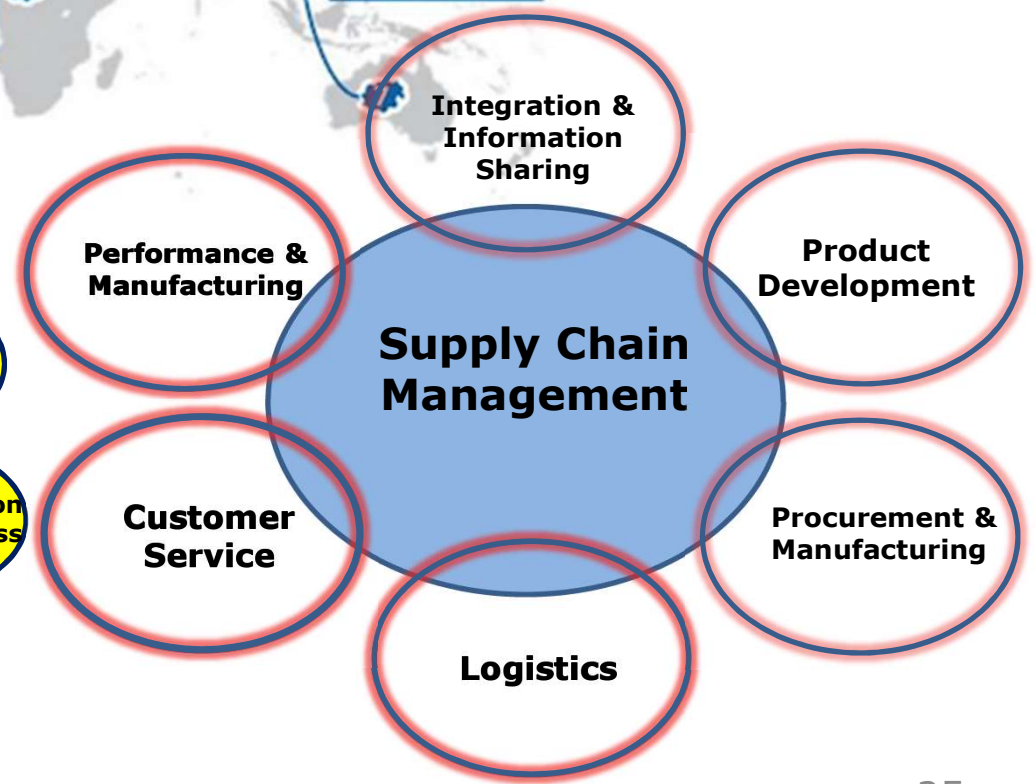 Integration &
Information
Sharing
Performance &
Manufacturing
Product
Development
Supply Chain
Management
Customer
Service
Procurement &
Manufacturing
Logistics